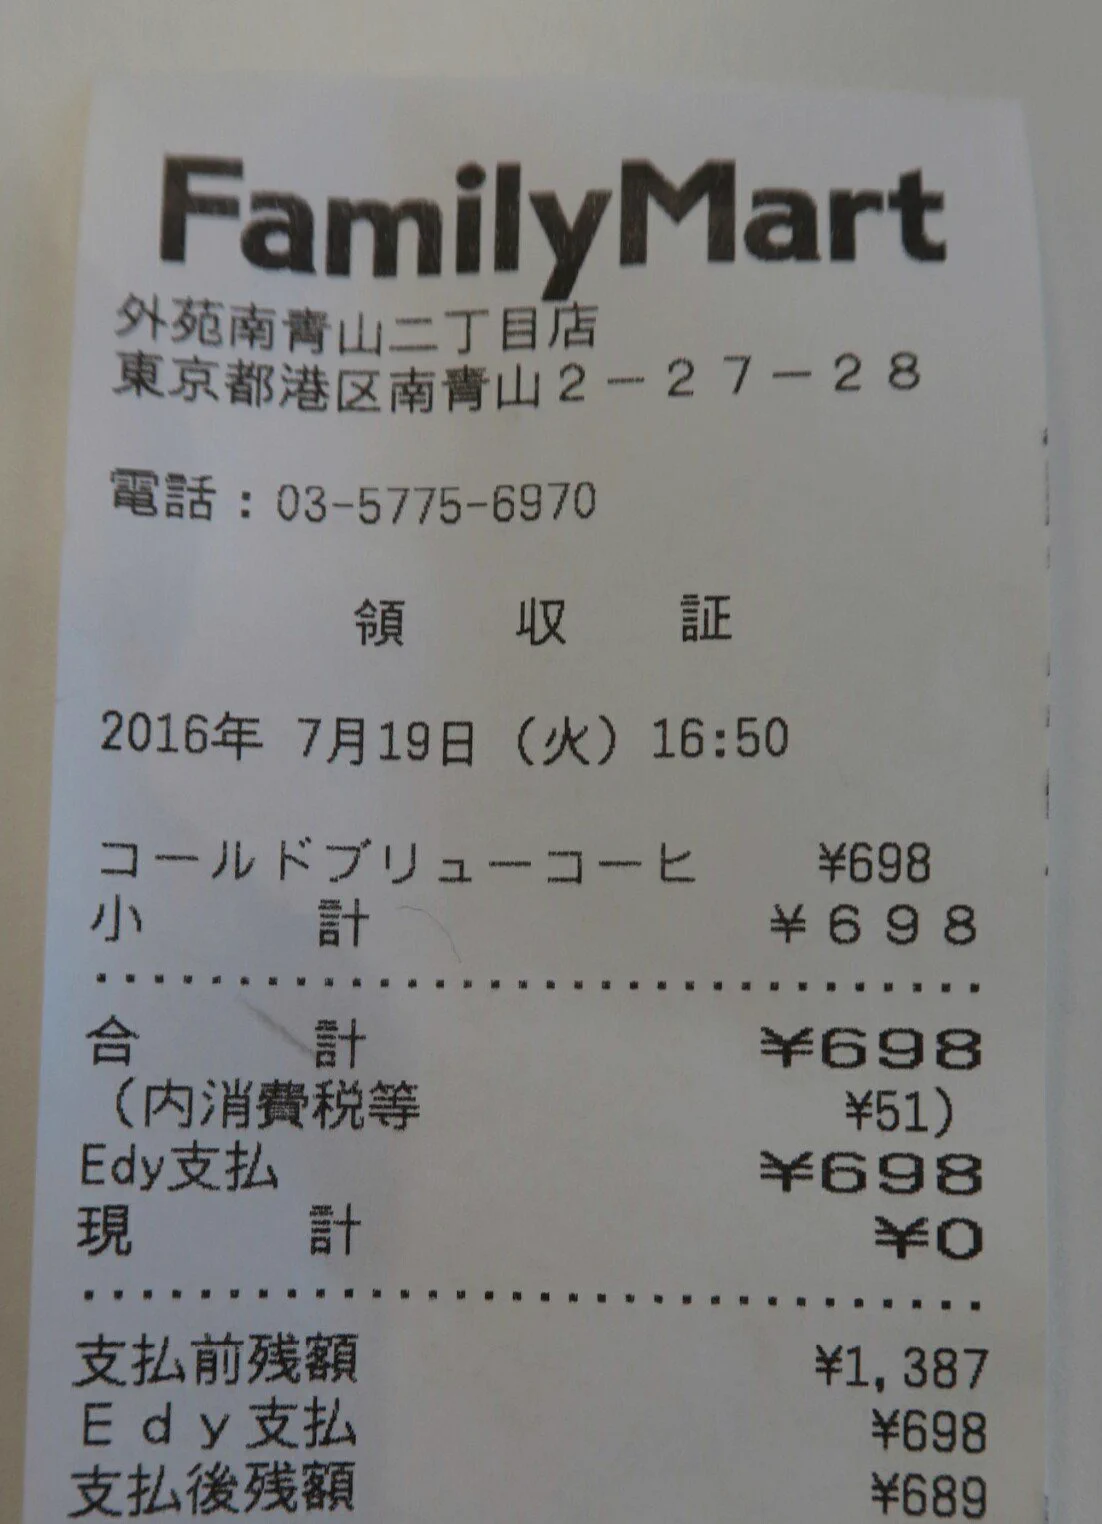 FamilyMart
外苑南青山二丁目店
東京都港区南青山2-27-28
電話:03-5775-6970
領 収 証
2016年 7月19日(火)16:50
コールドブリューコーヒ ¥698
小 計 ¥698
合 計 ¥698
(内消費税等 ¥51)
Edy支払 ¥698
現 計 ¥0
支払前残額 ¥1,387
Edy支払 ¥698
支払後残額 ¥689